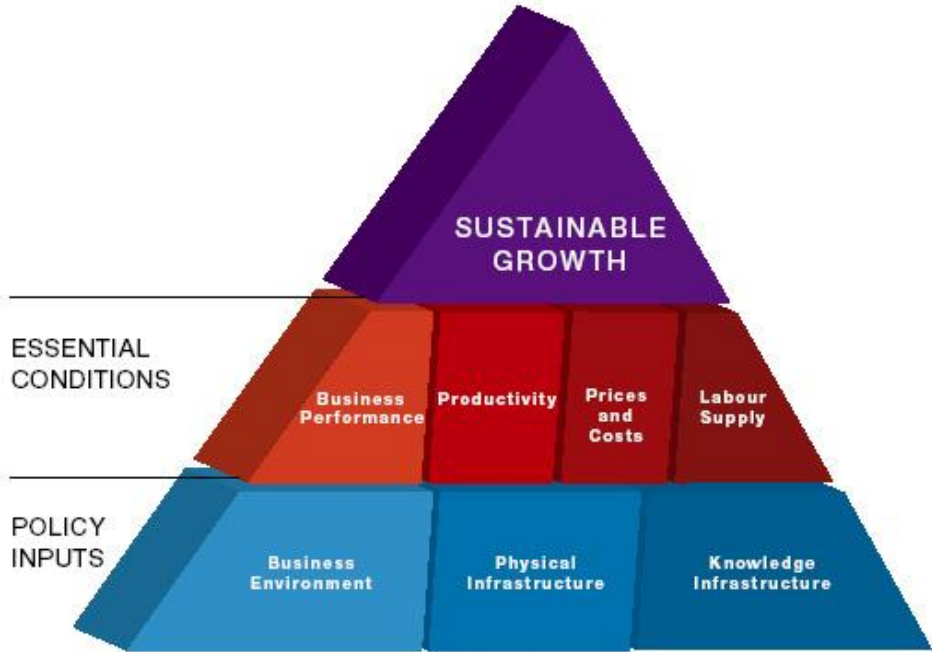 SUSTAINABLE
GROWTH
ESSENTIAL
CONDITIONS
Business
Performance
Productivity
Prices
and
Costs
Labour
Supply
POLICY
INPUTS
Business
Environment
Physical
Infrastructure
Knowledge
Infrastructure